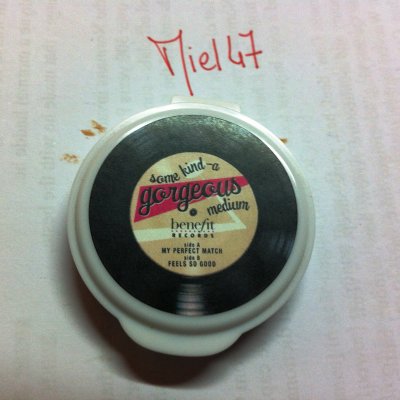 Miel47
some kind-a
gorgeous
medium
benefit
RECORDS
side A
MY PERFECT MATCH
side B
FEELS SO GOOD